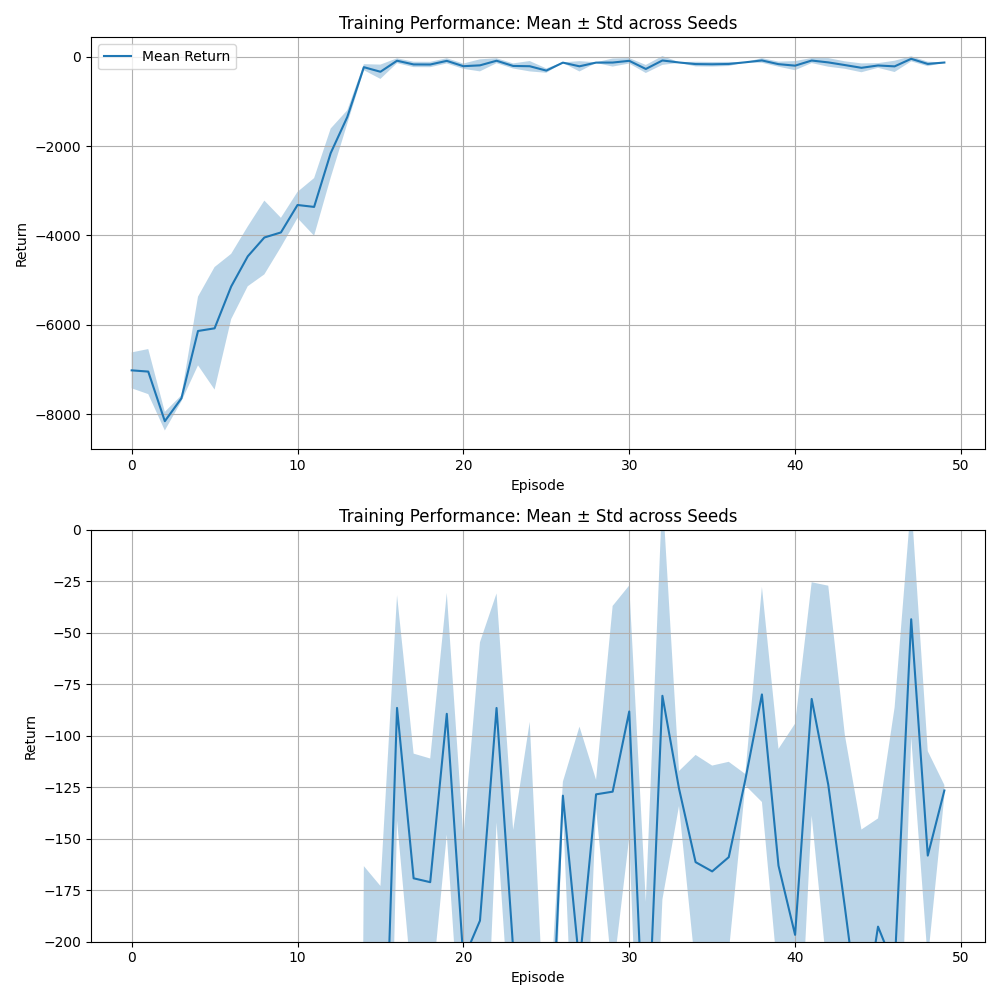 Training Performance: Mean ± Std across Seeds
Mean Return
0
−2000
−4000
−6000
−8000
Return
0 10 20 30 40 50
Episode
Training Performance: Mean ± Std across Seeds
0
−25
−50
−75
−100
−125
−150
−175
−200
Return
0 10 20 30 40 50
Episode